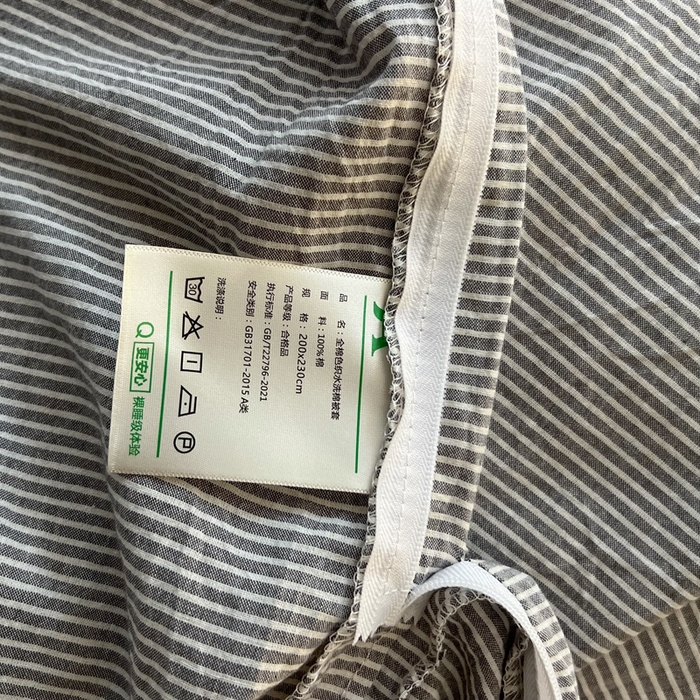 品 名：全棉色织水洗棉被套
面 料：100%棉
规 格：200x230cm
产品等级：合格品
执行标准：GB/T22796-2021
安全类别：GB31701-2015 A类
洗涤说明：
30
P
Q 更安心 裸睡级体验